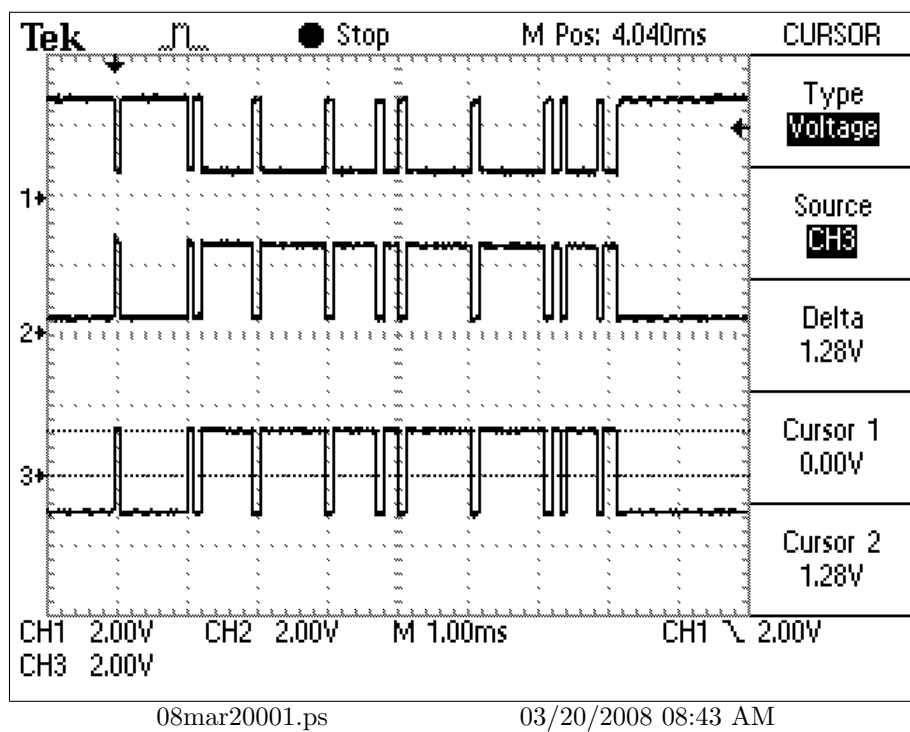 Tek Stop M Pos: 4.040ms CURSOR
Type
Voltage
Source
CH3
Delta
1.28V
Cursor 1
0.00V
Cursor 2
1.28V
1
2
3
CH1 2.00V CH2 2.00V M 1.00ms CH1 2.00V
CH3 2.00V
08mar20001.ps 03/20/2008 08:43 AM